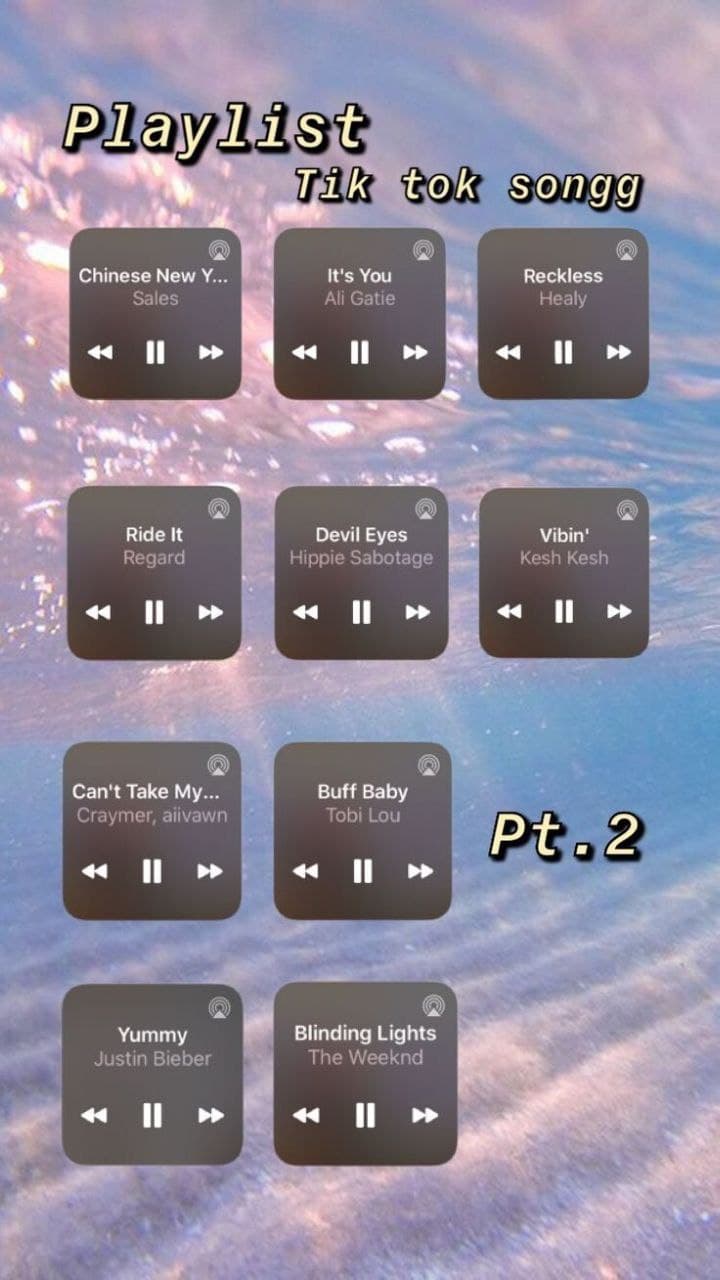 Playlist
Tik tok songg
Chinese New Y...
Sales
It's You
Ali Gatie
Reckless
Healy
Ride It
Regard
Devil Eyes
Hippie Sabotage
Vibin'
Kesh Kesh
Can't Take My...
Craymer, aiivawn
Buff Baby
Tobi Lou
Pt.2
Yummy
Justin Bieber
Blinding Lights
The Weeknd